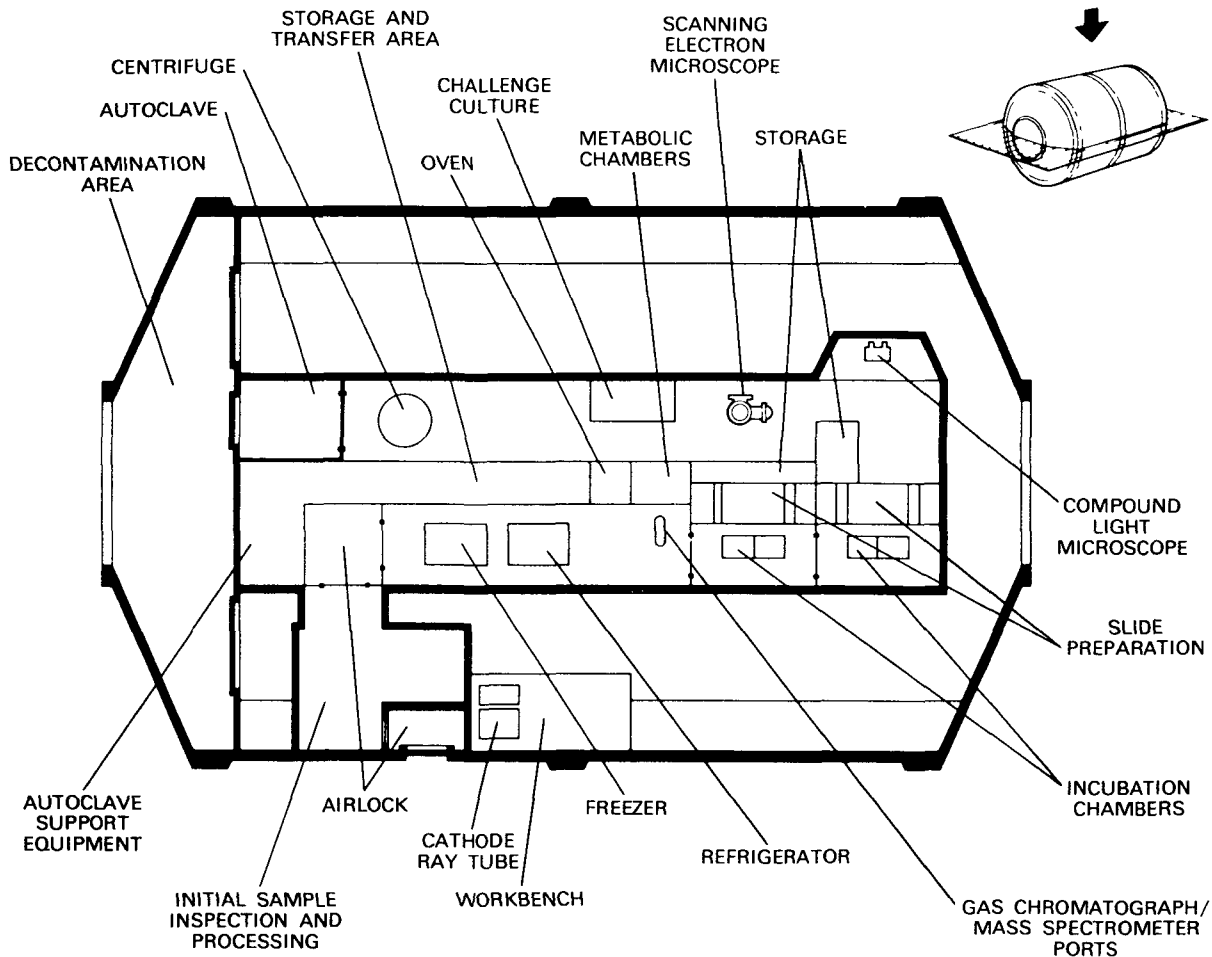 STORAGE AND
TRANSFER AREA
SCANNING
ELECTRON
MICROSCOPE
CENTRIFUGE
CHALLENGE
CULTURE
AUTOCLAVE
METABOLIC
CHAMBERS
STORAGE
OVEN
DECONTAMINATION
AREA
COMPOUND
LIGHT
MICROSCOPE
SLIDE
PREPARATION
INCUBATION
CHAMBERS
AUTOCLAVE
SUPPORT
EQUIPMENT
AIRLOCK
FREEZER
CATHODE
RAY TUBE
REFRIGERATOR
WORKBENCH
INITIAL SAMPLE
INSPECTION AND
PROCESSING
GAS CHROMATOGRAPH/
MASS SPECTROMETER
PORTS